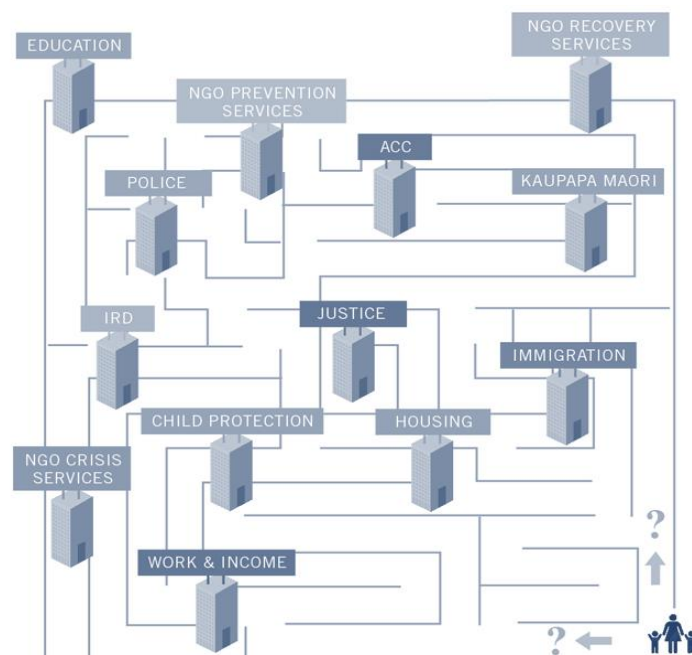 EDUCATION
NGO RECOVERY
SERVICES
NGO PREVENTION
SERVICES
ACC
POLICE
KAUPAPA MAORI
IRD
JUSTICE
IMMIGRATION
CHILD PROTECTION
HOUSING
NGO CRISIS
SERVICES
?
WORK & INCOME
?